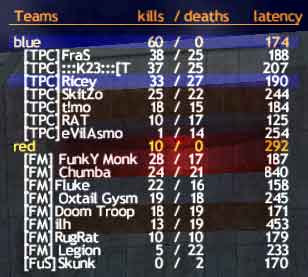 Teams kills / deaths latency
blue 60 / 0 174
[TPC] FraS 38 / 25 188
[TPC] :::K23:::[T 37 / 25 207
[TPC] Ricey 33 / 27 190
[TPC] SkitZo 25 / 22 244
[TPC] t!mo 18 / 15 184
[TPC] RAT 10 / 17 125
[TPC] eVilAsmo 1 / 14 254
red 10 / 0 292
[FM] FunkY Monk 28 / 17 187
[FM] Chumba 24 / 21 840
[FM] Fluke 22 / 16 158
[FM] Oxtail Gysm 19 / 18 245
[FM] Doom Troop 18 / 19 171
[FM] ilh 13 / 19 453
[FM] RugRat 10 / 10 179
[FM] Legion 5 / 22 233
[FuS] Skunk 0 / 2 170